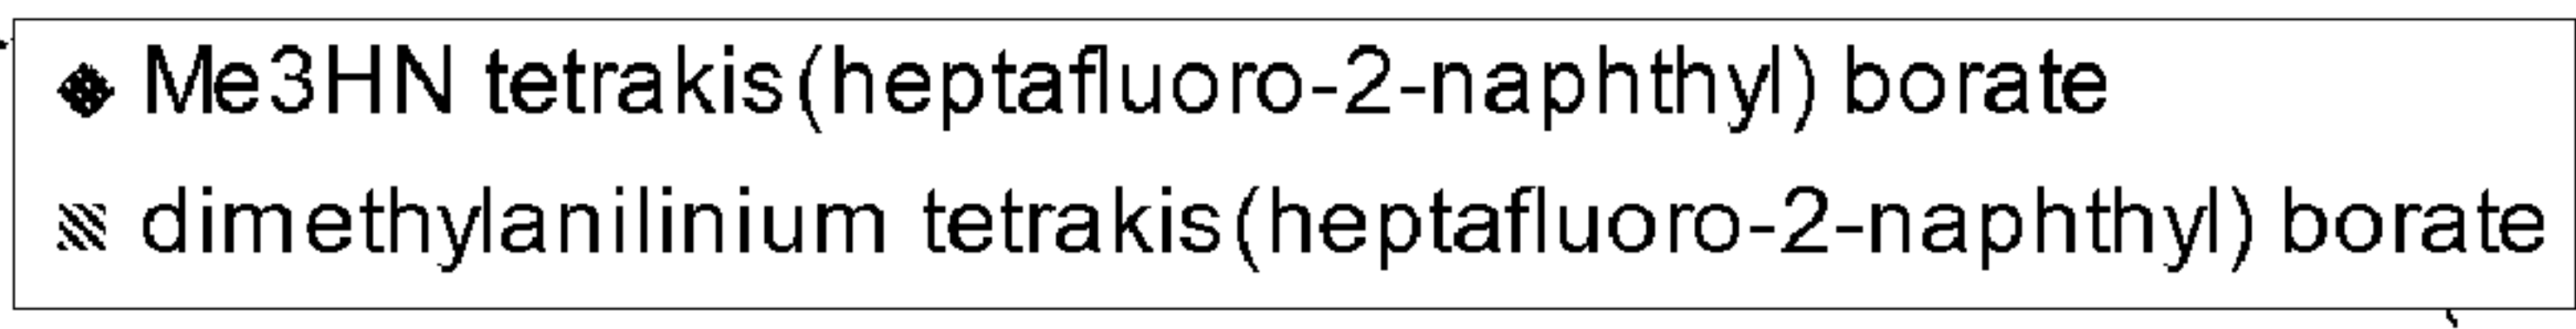 Me3HN tetrakis(heptafluoro-2-naphthyl) borate
dimethylanilinium tetrakis(heptafluoro-2-naphthyl) borate